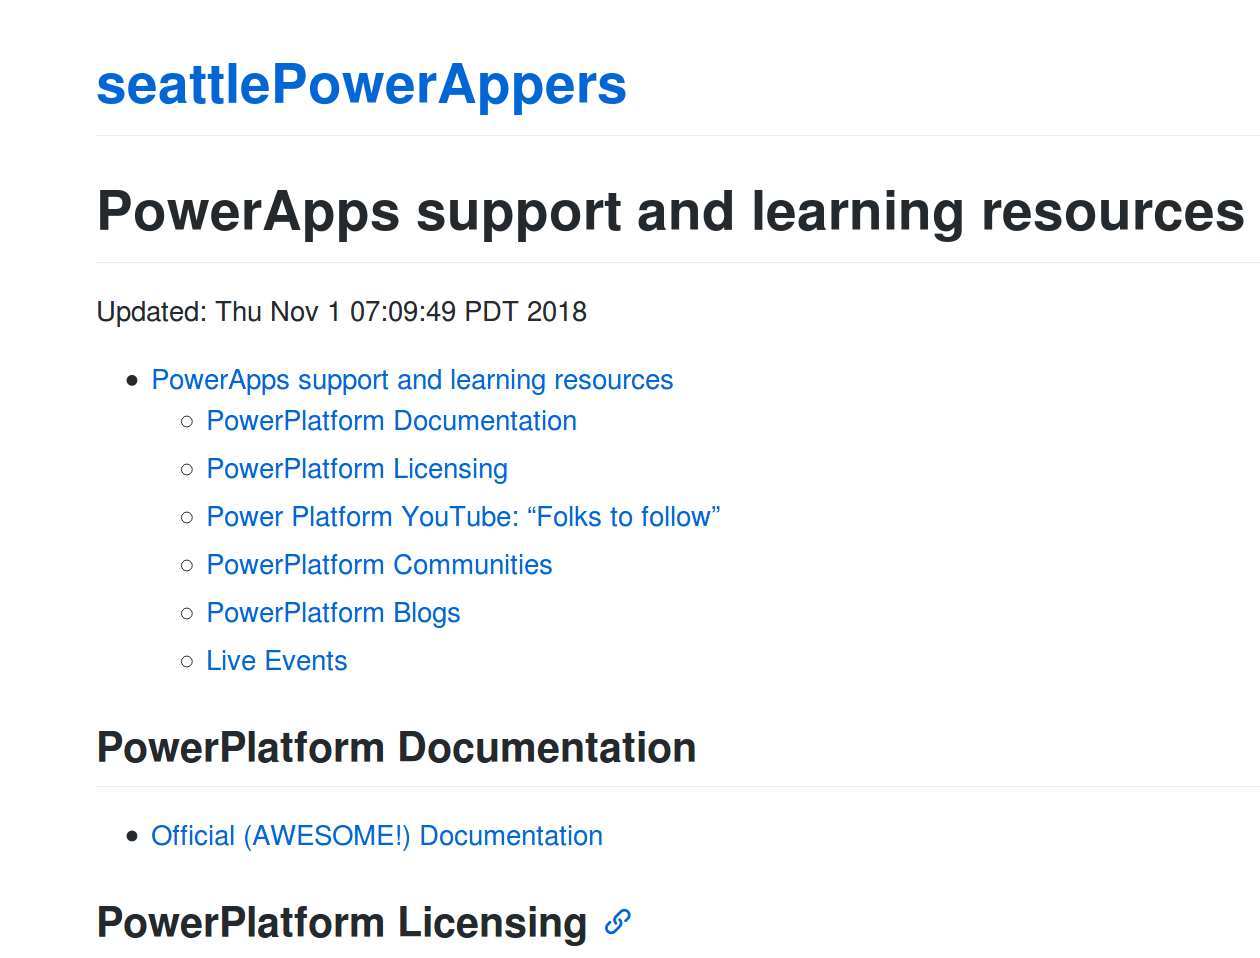 seattlePowerAppers
PowerApps support and learning resources
Updated: Thu Nov 1 07:09:49 PDT 2018
PowerApps support and learning resources
PowerPlatform Documentation
PowerPlatform Licensing
Power Platform YouTube: “Folks to follow”
PowerPlatform Communities
PowerPlatform Blogs
Live Events
PowerPlatform Documentation
Official (AWESOME!) Documentation
PowerPlatform Licensing